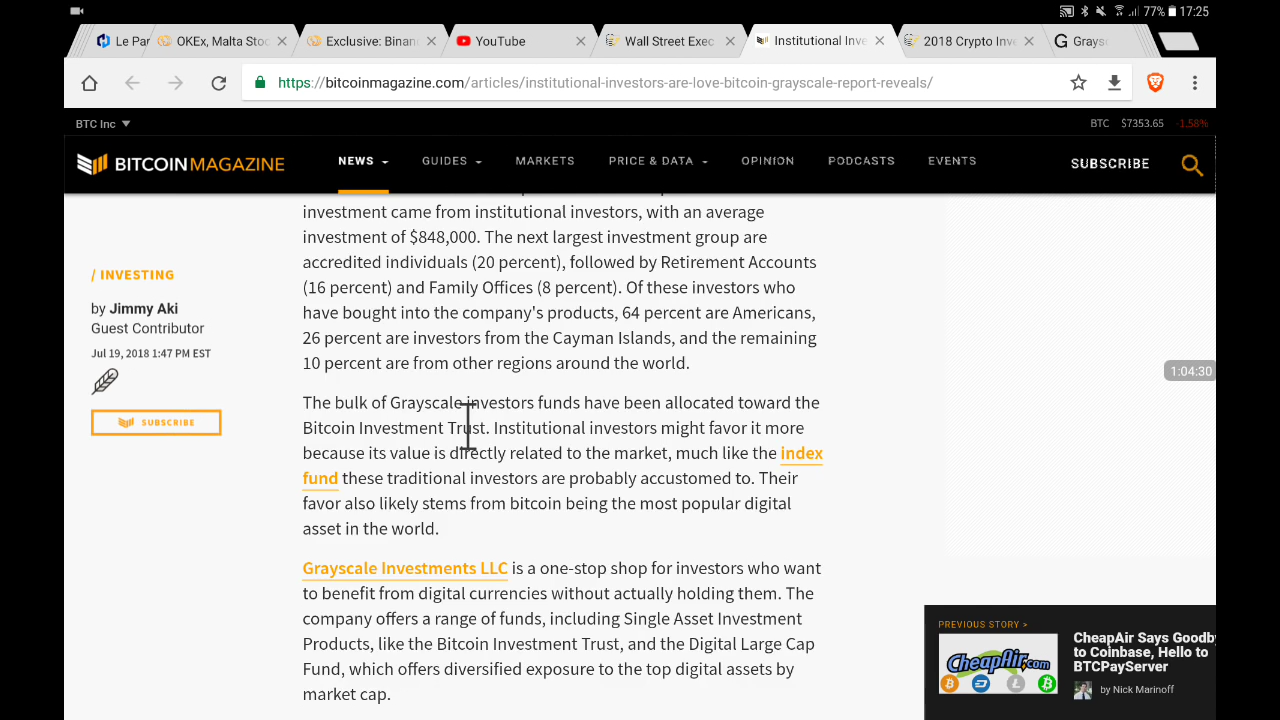 77% 17:25
Le Par
OKEx, Malta Stoc
Exclusive: Binan
YouTube
Wall Street Exec
Institutional Inve
2018 Crypto Inve
Grayso
https://bitcoinmagazine.com/articles/institutional-investors-are-love-bitcoin-grayscale-report-reveals/
BTC Inc
BTC $7353.65 -1.58%
BITCOINMAGAZINE
NEWS
GUIDES
MARKETS
PRICE & DATA
OPINION
PODCASTS
EVENTS
SUBSCRIBE
/ INVESTING
by Jimmy Aki
Guest Contributor
Jul 19, 2018 1:47 PM EST
SUBSCRIBE
investment came from institutional investors, with an average
investment of $848,000. The next largest investment group are
accredited individuals (20 percent), followed by Retirement Accounts
(16 percent) and Family Offices (8 percent). Of these investors who
have bought into the company's products, 64 percent are Americans,
26 percent are investors from the Cayman Islands, and the remaining
10 percent are from other regions around the world.
The bulk of Grayscale investors funds have been allocated toward the
Bitcoin Investment Trust. Institutional investors might favor it more
because its value is directly related to the market, much like the index
fund these traditional investors are probably accustomed to. Their
favor also likely stems from bitcoin being the most popular digital
asset in the world.
Grayscale Investments LLC is a one-stop shop for investors who want
to benefit from digital currencies without actually holding them. The
company offers a range of funds, including Single Asset Investment
Products, like the Bitcoin Investment Trust, and the Digital Large Cap
Fund, which offers diversified exposure to the top digital assets by
market cap.
1:04:30
PREVIOUS STORY >
CheapAir.com
CheapAir Says Goodby
to Coinbase, Hello to
BTCPayServer
by Nick Marinoff